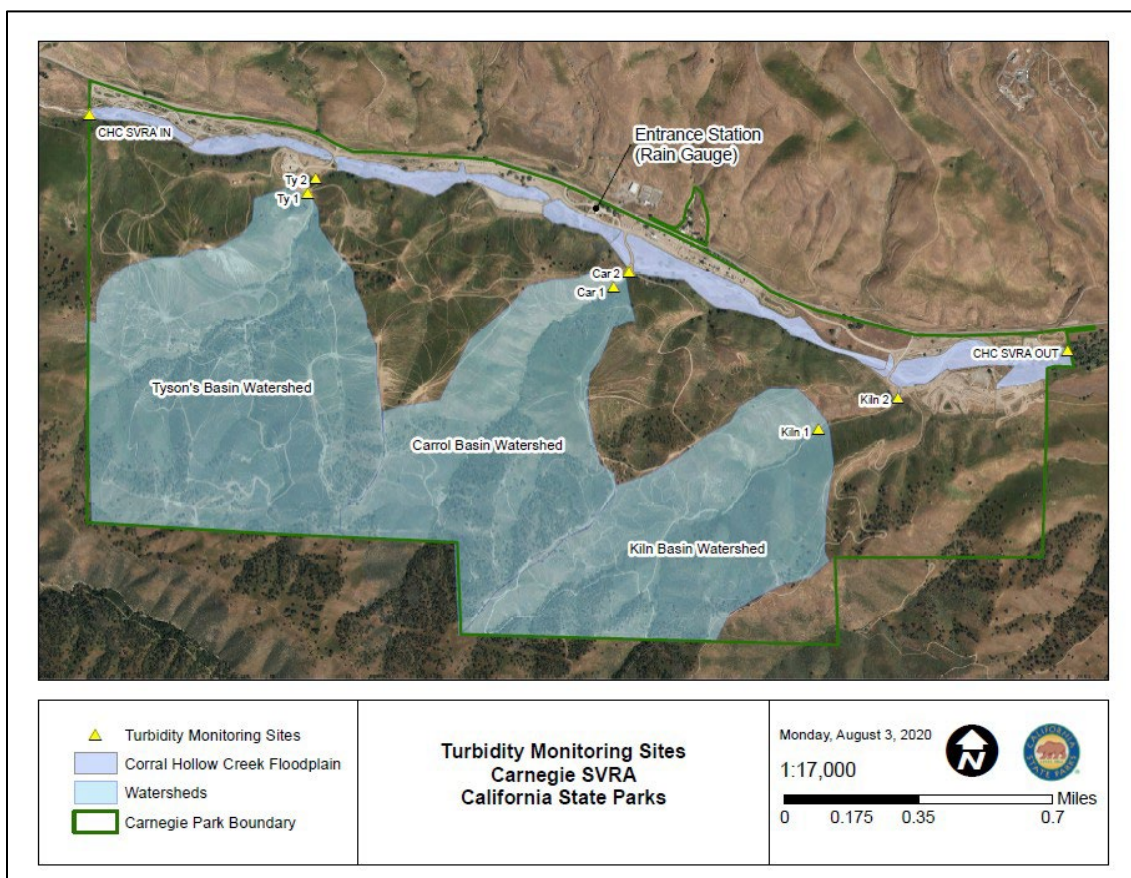 CHC SVRA IN
Entrance Station
(Rain Gauge)
Ty 2
Ty 1
Car 2
Car 1
CHC SVRA OUT
Tyson's Basin Watershed
Kiln 2
Carrol Basin Watershed
Kiln 1
Kiln Basin Watershed
Turbidity Monitoring Sites
Corral Hollow Creek Floodplain
Watersheds
Carnegie Park Boundary
Turbidity Monitoring Sites
Carnegie SVRA
California State Parks
Monday, August 3, 2020
1:17,000
N
CALIFORNIA
STATE PARKS
Miles
0 0.175 0.35 0.7